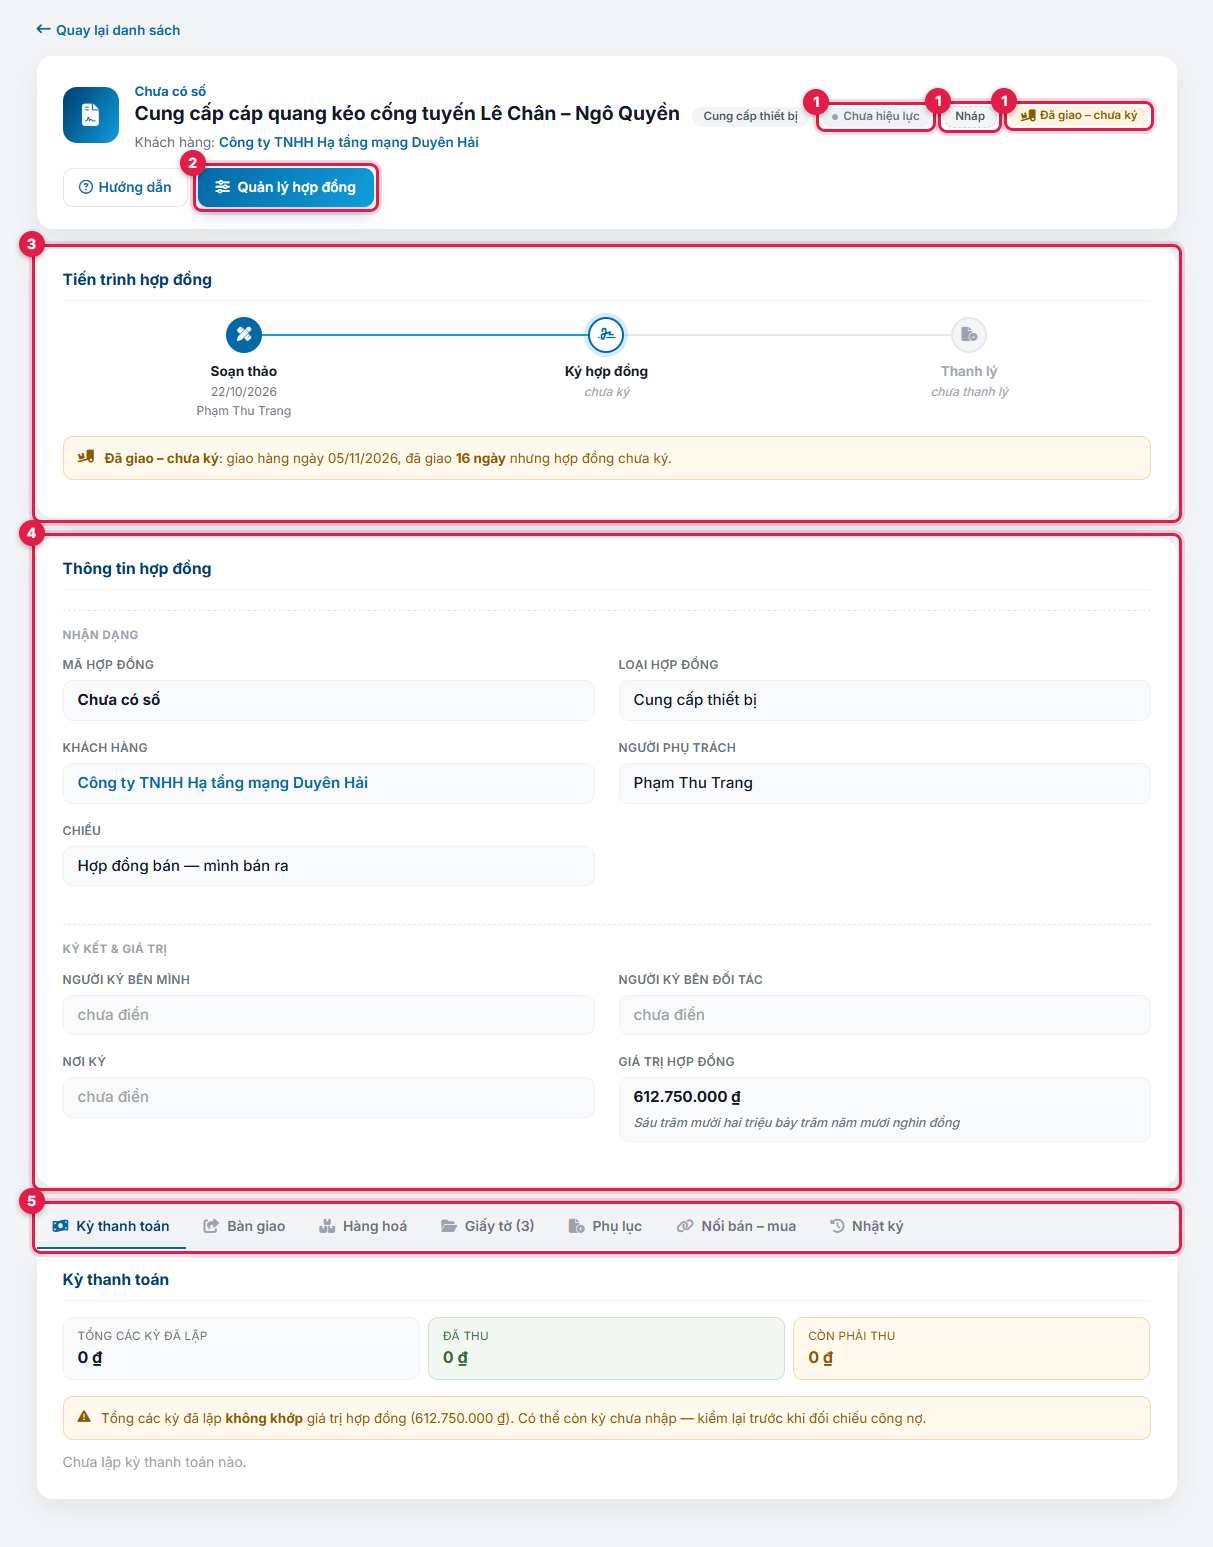 Quay lại danh sách
Chưa có số
Cung cấp cáp quang kéo cống tuyến Lê Chân – Ngô Quyền
Cung cấp thiết bị
1
Chưa hiệu lực
1
Nháp
1
Đã giao – chưa ký
Khách hàng: Công ty TNHH Hạ tầng mạng Duyên Hải
2
Hướng dẫn
Quản lý hợp đồng
3
Tiến trình hợp đồng
Soạn thảo
22/10/2026
Phạm Thu Trang
Ký hợp đồng
chưa ký
Thanh lý
chưa thanh lý
Đã giao – chưa ký: giao hàng ngày 05/11/2026, đã giao 16 ngày nhưng hợp đồng chưa ký.
4
Thông tin hợp đồng
NHẬN DẠNG
MÃ HỢP ĐỒNG
LOẠI HỢP ĐỒNG
Chưa có số
Cung cấp thiết bị
KHÁCH HÀNG
NGƯỜI PHỤ TRÁCH
Công ty TNHH Hạ tầng mạng Duyên Hải
Phạm Thu Trang
CHIỀU
Hợp đồng bán — mình bán ra
KÝ KẾT & GIÁ TRỊ
NGƯỜI KÝ BÊN MÌNH
NGƯỜI KÝ BÊN ĐỐI TÁC
chưa điền
chưa điền
NƠI KÝ
GIÁ TRỊ HỢP ĐỒNG
chưa điền
612.750.000 ₫
Sáu trăm mười hai triệu bảy trăm năm mươi nghìn đồng
5
Kỳ thanh toán
Bàn giao
Hàng hoá
Giấy tờ (3)
Phụ lục
Nối bán – mua
Nhật ký
Kỳ thanh toán
TỔNG CÁC KỲ ĐÃ LẬP
0 ₫
ĐÃ THU
0 ₫
CÒN PHẢI THU
0 ₫
Tổng các kỳ đã lập không khớp giá trị hợp đồng (612.750.000 ₫). Có thể còn kỳ chưa nhập — kiểm lại trước khi đối chiếu công nợ.
Chưa lập kỳ thanh toán nào.